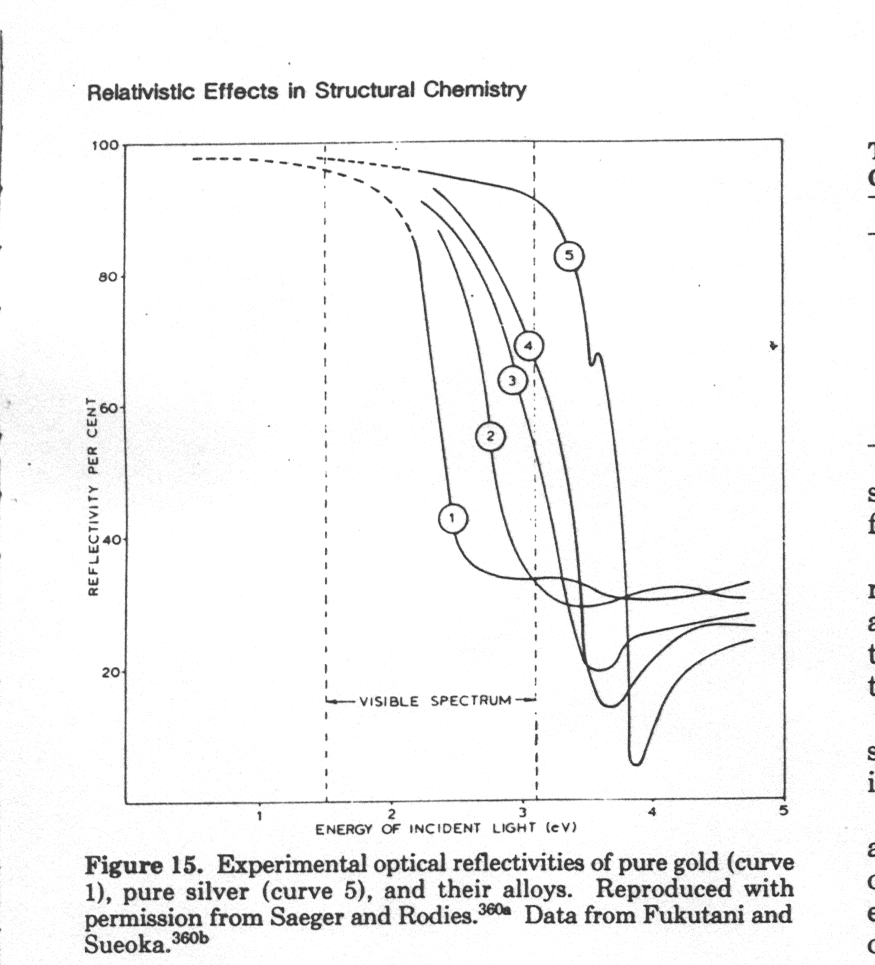 Relativistic Effects in Structural Chemistry
100
80
60
40
20
REFLECTIVITY PER CENT
5
4
3
2
1
VISIBLE SPECTRUM
1 2 3 4 5
ENERGY OF INCIDENT LIGHT (eV)
Figure 15. Experimental optical reflectivities of pure gold (curve
1), pure silver (curve 5), and their alloys. Reproduced with
permission from Saeger and Rodies.360a Data from Fukutani and
Sueoka.360b